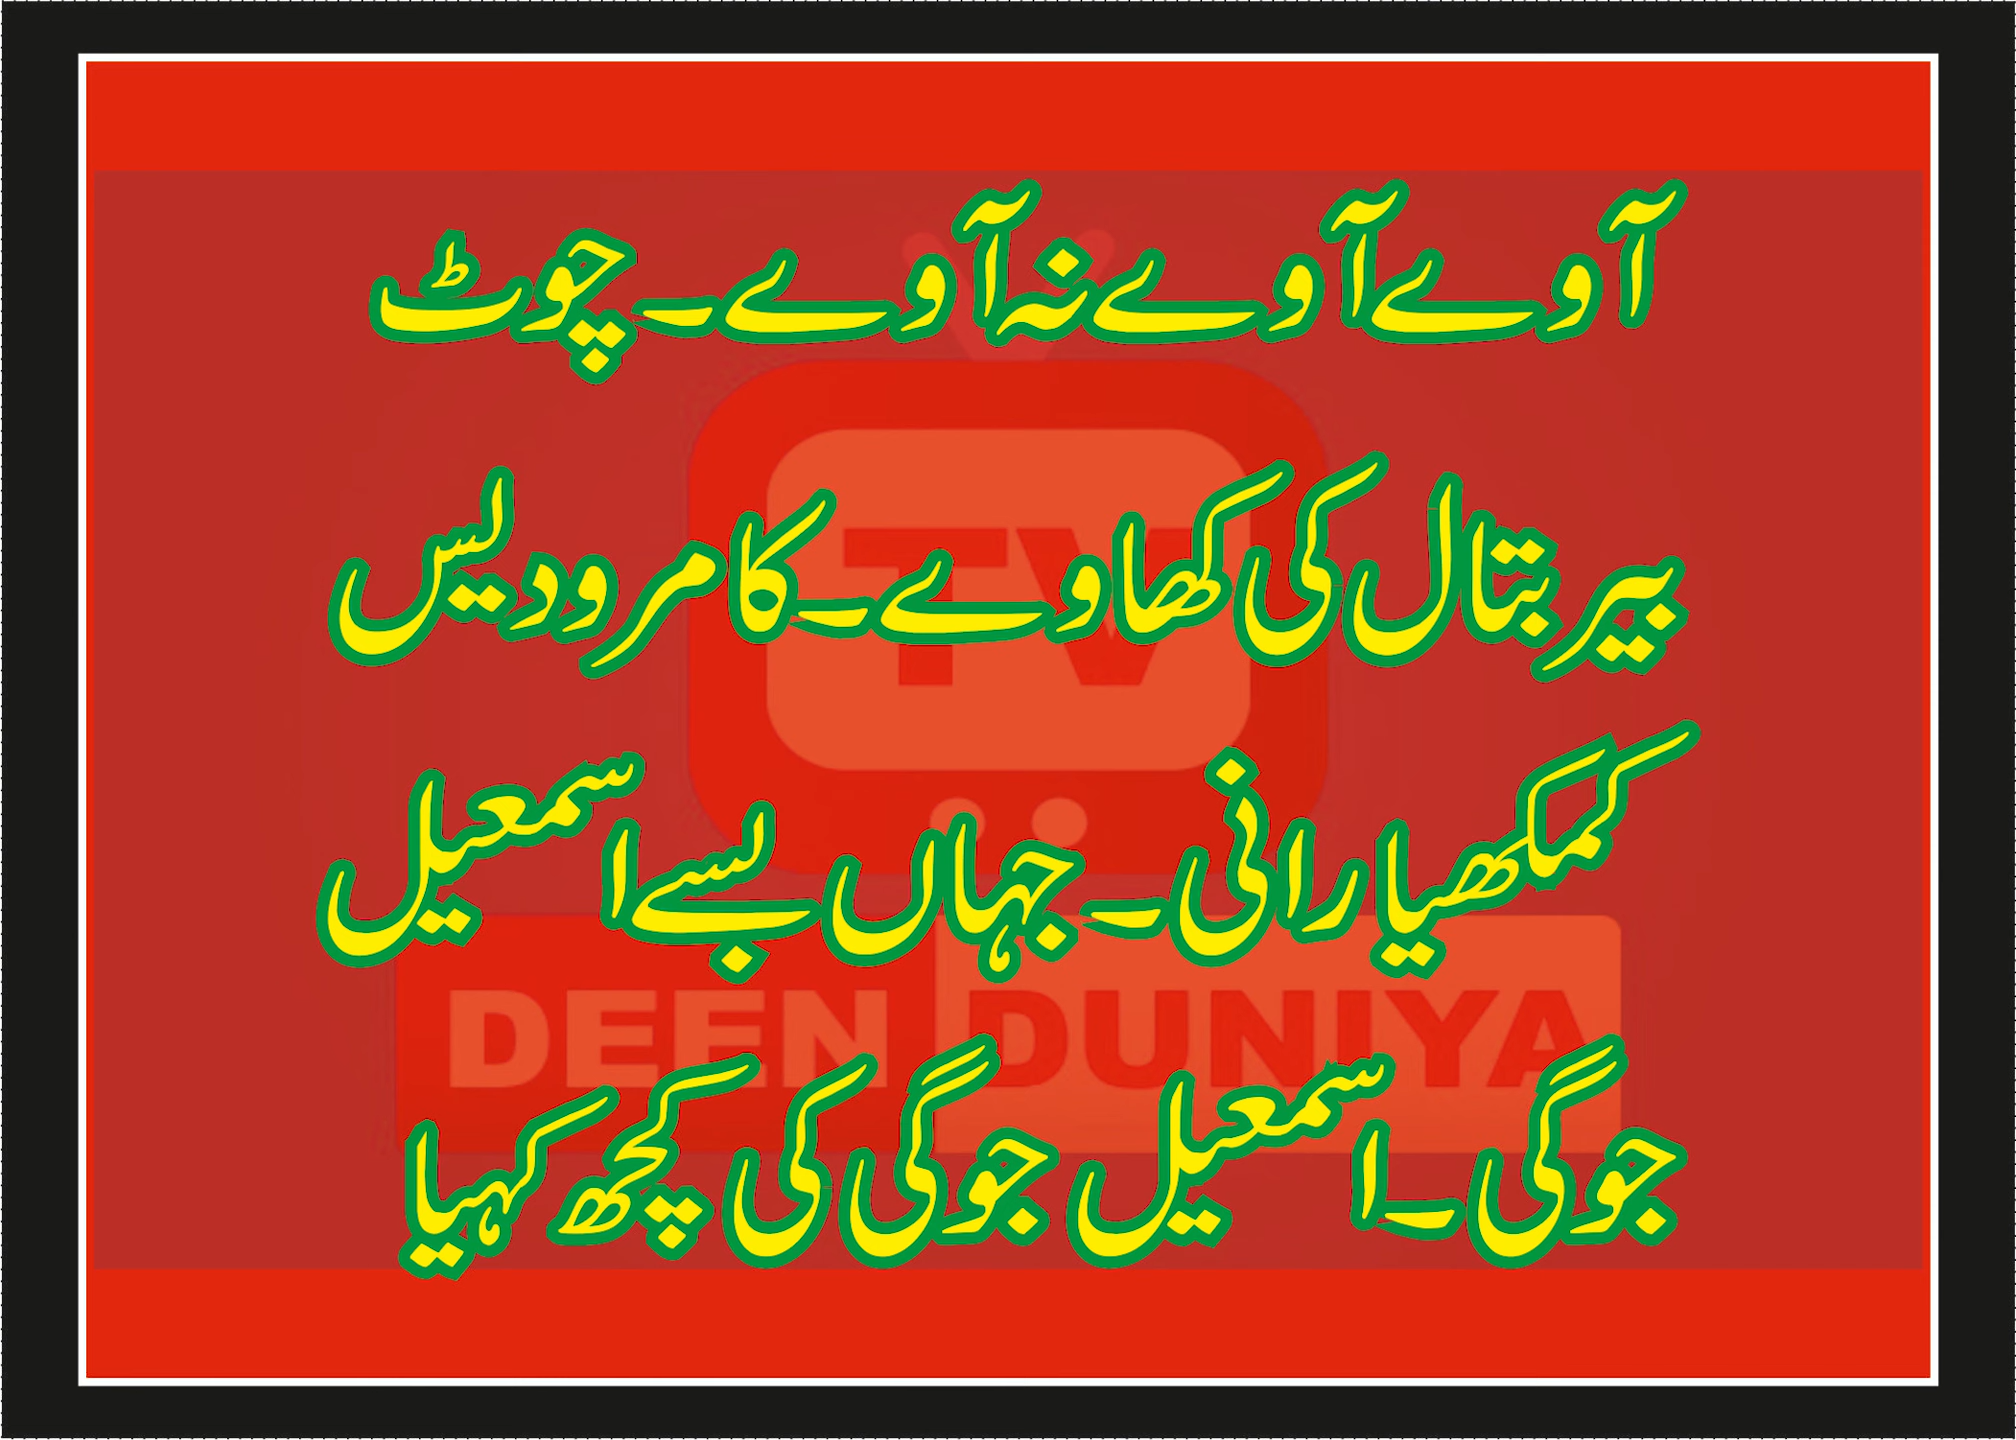 آوے آوے نہ آوے۔ چوٹ
بیر بتال کی کھاوے۔ کامرو دیس
کمکھیا رانی۔ جہاں بسے اسمعیل
جوگی۔ اسمعیل جوگی کی کچھ کہیا
TV
DEEN DUNIYA